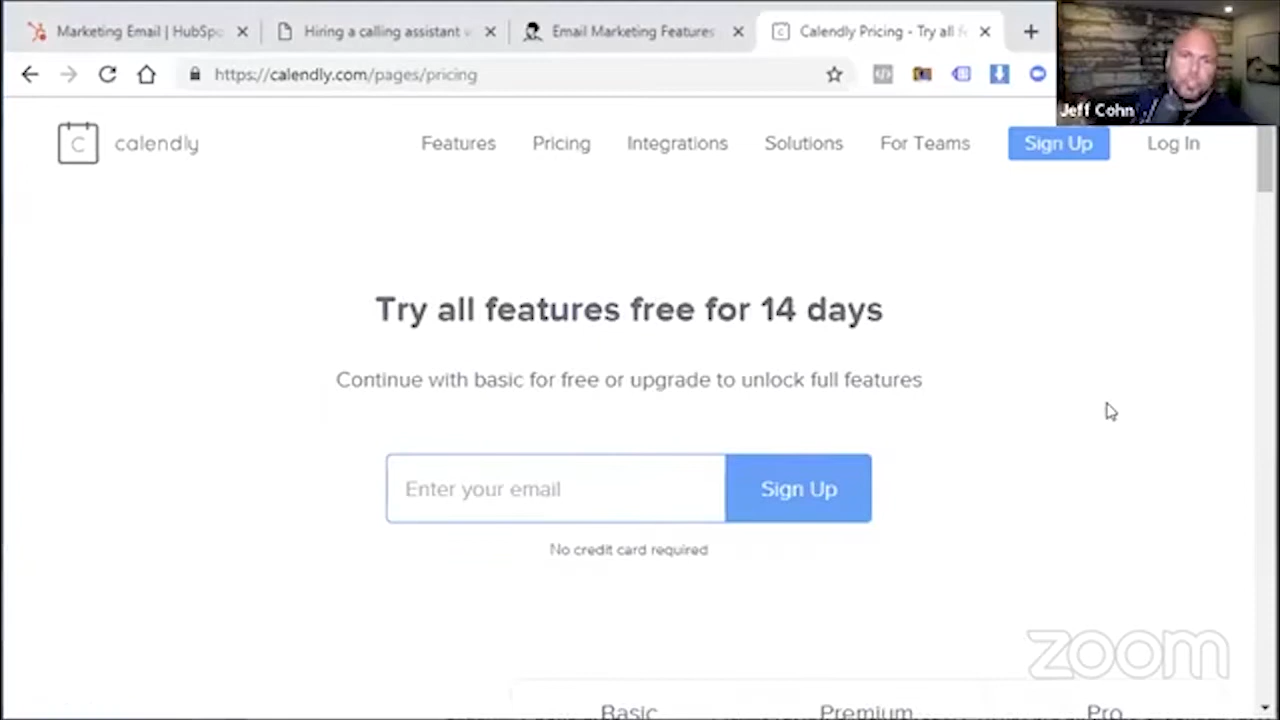 Marketing Email | HubSpo
Hiring a calling assistant v
Email Marketing Features
Calendly Pricing - Try all f
https://calendly.com/pages/pricing
Jeff Cohn
C calendly
Features
Pricing
Integrations
Solutions
For Teams
Sign Up
Log In
Try all features free for 14 days
Continue with basic for free or upgrade to unlock full features
Enter your email
Sign Up
No credit card required
zoom
Basic
Premium
Pro